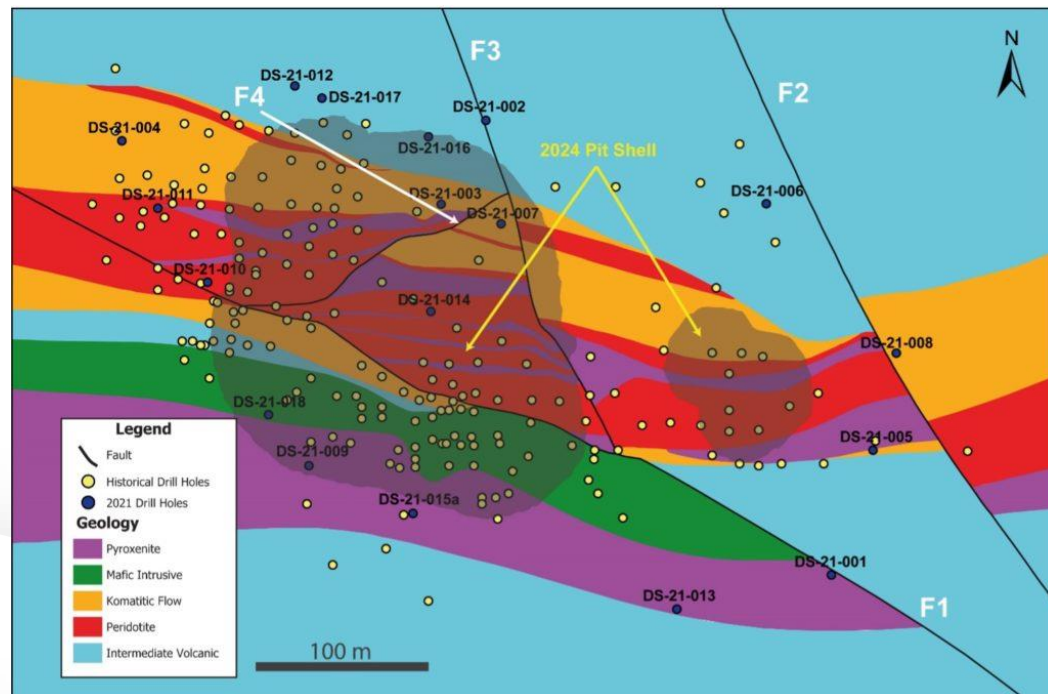 N
F3
F2
DS-21-012
DS-21-017
F4
DS-21-002
DS-21-004
DS-21-016
2024 Pit Shell
DS-21-011
DS-21-003
DS-21-006
DS-21-007
DS-21-010
DS-21-014
DS-21-008
DS-21-018
DS-21-005
DS-21-009
DS-21-015a
DS-21-001
DS-21-013
F1
Legend
Fault
Historical Drill Holes
2021 Drill Holes
Geology
Pyroxenite
Mafic Intrusive
Komatitic Flow
Peridotite
Intermediate Volcanic
100 m